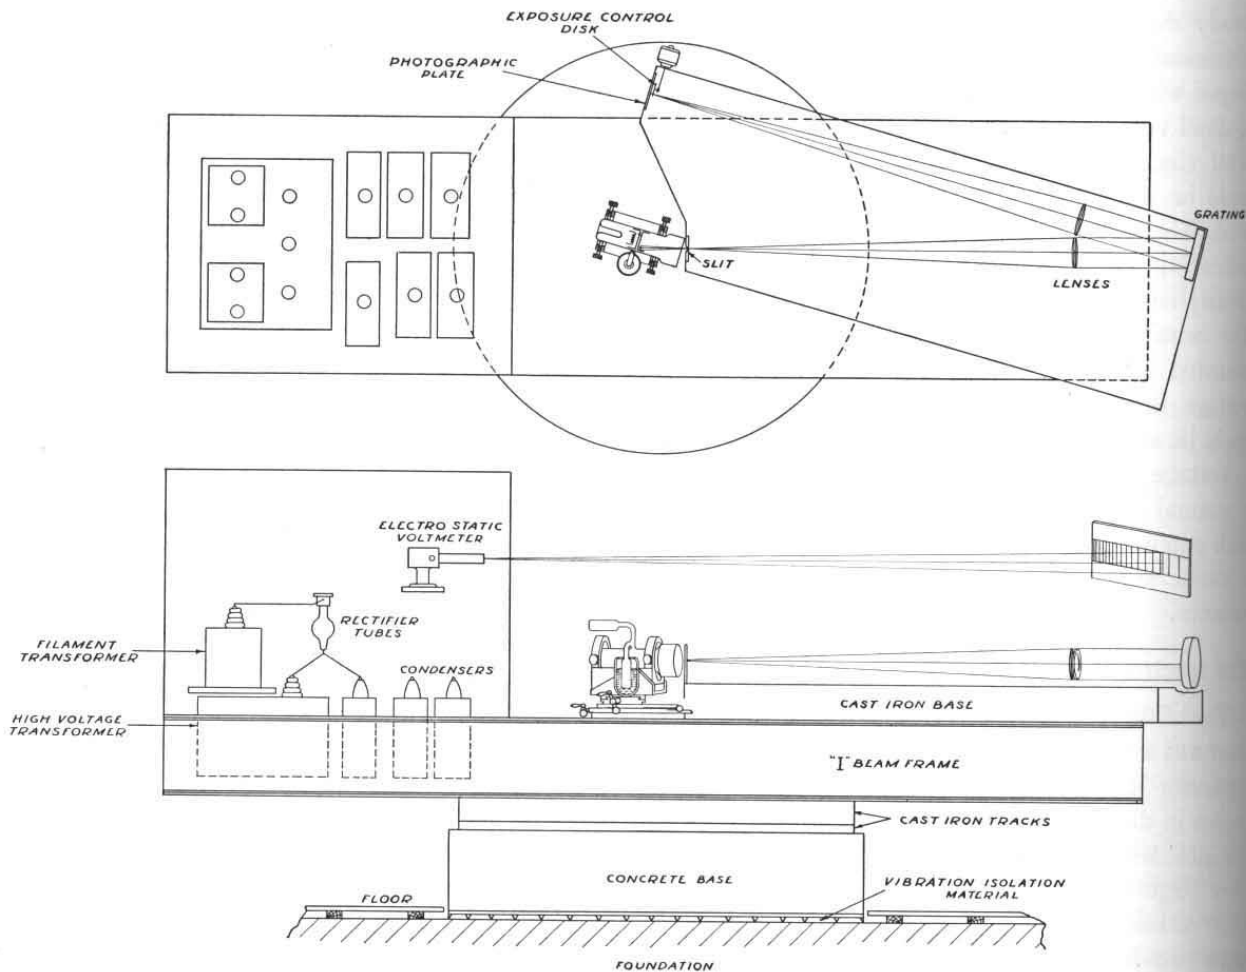 EXPOSURE CONTROL
DISK
PHOTOGRAPHIC
PLATE
GRATING
SLIT
LENSES
ELECTRO STATIC
VOLTMETER
RECTIFIER
TUBES
FILAMENT
TRANSFORMER
CONDENSERS
CAST IRON BASE
HIGH VOLTAGE
TRANSFORMER
"I" BEAM FRAME
CAST IRON TRACKS
CONCRETE BASE
VIBRATION ISOLATION
MATERIAL
FLOOR
FOUNDATION